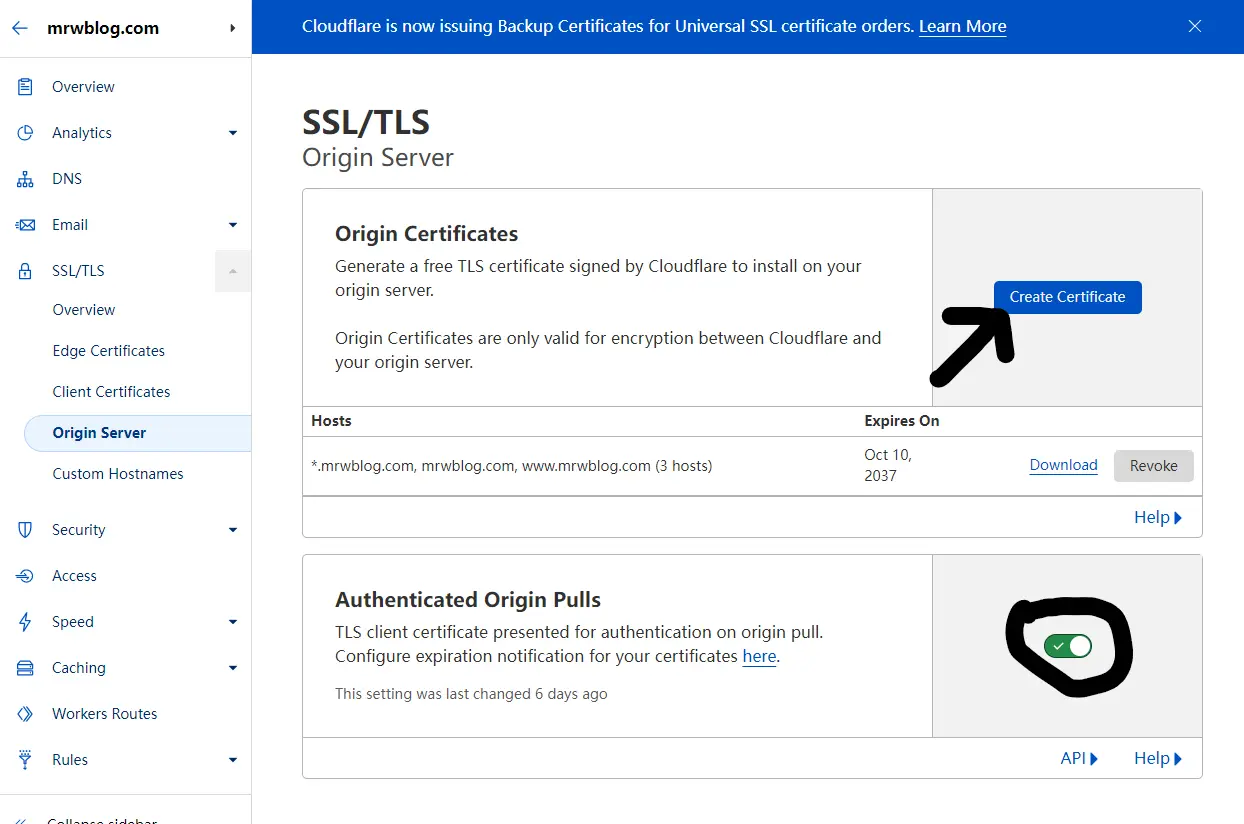 mrwblog.com
Cloudflare is now issuing Backup Certificates for Universal SSL certificate orders. Learn More
Overview
Analytics
DNS
Email
SSL/TLS
Overview
Edge Certificates
Client Certificates
Origin Server
Custom Hostnames
Security
Access
Speed
Caching
Workers Routes
Rules
Collapse sidebar
SSL/TLS
Origin Server
Origin Certificates
Generate a free TLS certificate signed by Cloudflare to install on your
origin server.
Origin Certificates are only valid for encryption between Cloudflare and
your origin server.
Create Certificate
Hosts Expires On
*.mrwblog.com, mrwblog.com, www.mrwblog.com (3 hosts) Oct 10,
2037
Download Revoke
Help
Authenticated Origin Pulls
TLS client certificate presented for authentication on origin pull.
Configure expiration notification for your certificates here.
This setting was last changed 6 days ago
API Help